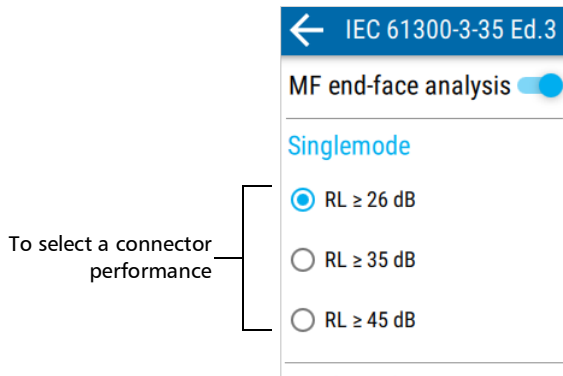 IEC 61300-3-35 Ed.3
MF end-face analysis
Singlemode
RL ≥ 26 dB
To select a connector
performance
RL ≥ 35 dB
RL ≥ 45 dB